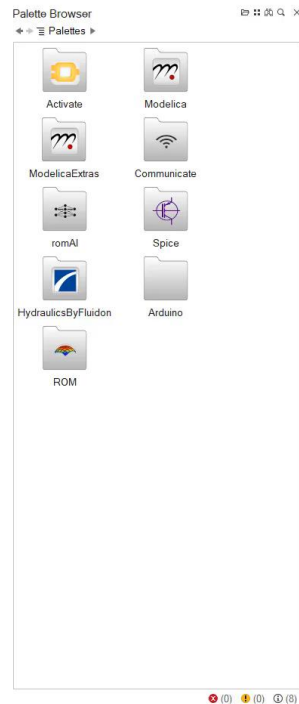 Palette Browser
Palettes
Activate Modelica
ModelicaExtras Communicate
romAI Spice
HydraulicsByFluidon Arduino
ROM
(0) (0) (8)